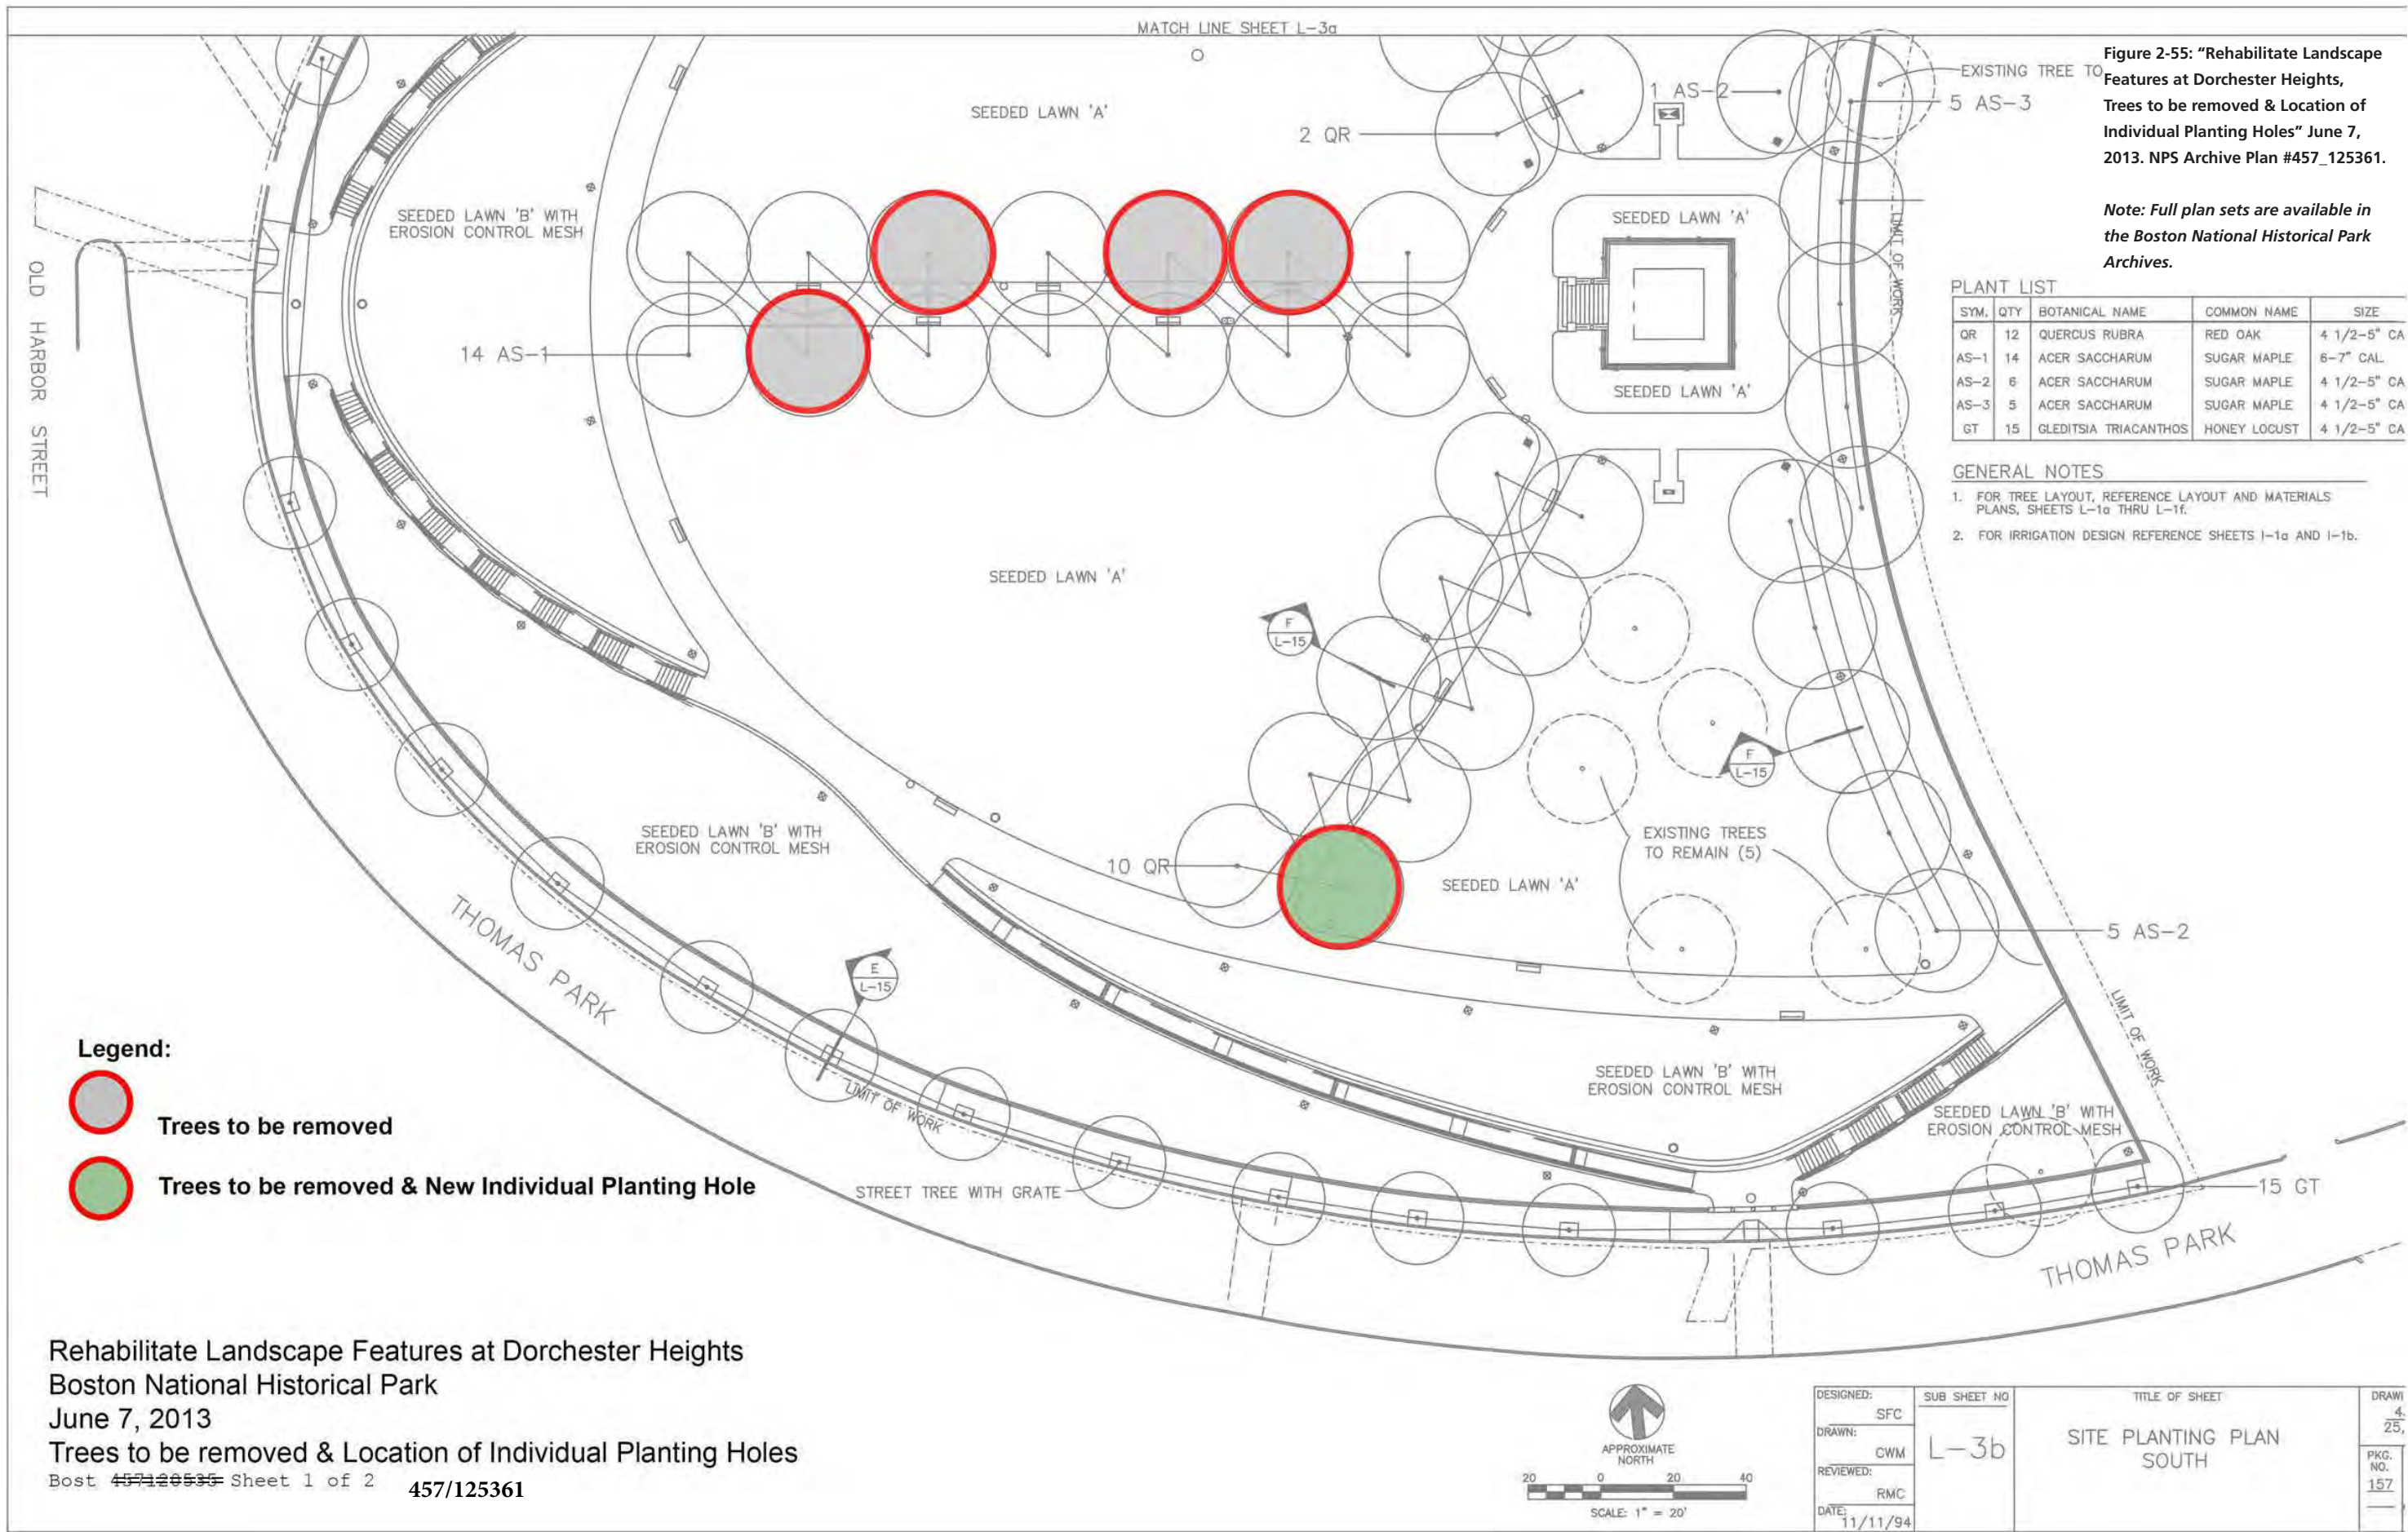 MATCH LINE SHEET L-3a
Figure 2-55: “Rehabilitate Landscape
Features at Dorchester Heights,
Trees to be removed & Location of
Individual Planting Holes” June 7,
2013. NPS Archive Plan #457_125361.
Note: Full plan sets are available in
the Boston National Historical Park
Archives.
EXISTING TREE TO
5 AS-3
1 AS-2
2 QR
SEEDED LAWN 'A'
SEEDED LAWN 'B' WITH
EROSION CONTROL MESH
SEEDED LAWN 'A'
SEEDED LAWN 'A'
LIMIT OF WORK
OLD HARBOR STREET
14 AS-1
PLANT LIST
SYM. QTY BOTANICAL NAME COMMON NAME SIZE
QR 12 QUERCUS RUBRA RED OAK 4 1/2-5" CA
AS-1 14 ACER SACCHARUM SUGAR MAPLE 6-7" CAL
AS-2 6 ACER SACCHARUM SUGAR MAPLE 4 1/2-5" CA
AS-3 5 ACER SACCHARUM SUGAR MAPLE 4 1/2-5" CA
GT 15 GLEDITSIA TRIACANTHOS HONEY LOCUST 4 1/2-5" CA
GENERAL NOTES
1. FOR TREE LAYOUT, REFERENCE LAYOUT AND MATERIALS
PLANS, SHEETS L-1a THRU L-1f.
2. FOR IRRIGATION DESIGN REFERENCE SHEETS I-1a AND I-1b.
SEEDED LAWN 'A'
F
L-15
F
L-15
SEEDED LAWN 'B' WITH
EROSION CONTROL MESH
10 QR
SEEDED LAWN 'A'
EXISTING TREES
TO REMAIN (5)
5 AS-2
THOMAS PARK
E
L-15
LIMIT OF WORK
LIMIT OF WORK
SEEDED LAWN 'B' WITH
EROSION CONTROL MESH
SEEDED LAWN 'B' WITH
EROSION CONTROL MESH
STREET TREE WITH GRATE
15 GT
THOMAS PARK
Legend:
Trees to be removed
Trees to be removed & New Individual Planting Hole
Rehabilitate Landscape Features at Dorchester Heights
Boston National Historical Park
June 7, 2013
Trees to be removed & Location of Individual Planting Holes
Bost 457120535 Sheet 1 of 2 457/125361
APPROXIMATE
NORTH
20 0 20 40
SCALE: 1" = 20'
DESIGNED:
SFC
DRAWN:
CWM
REVIEWED:
RMC
DATE:
11/11/94
SUB SHEET NO
L-3b
TITLE OF SHEET
SITE PLANTING PLAN
SOUTH
DRAWI
4
25,
PKG.
NO.
157